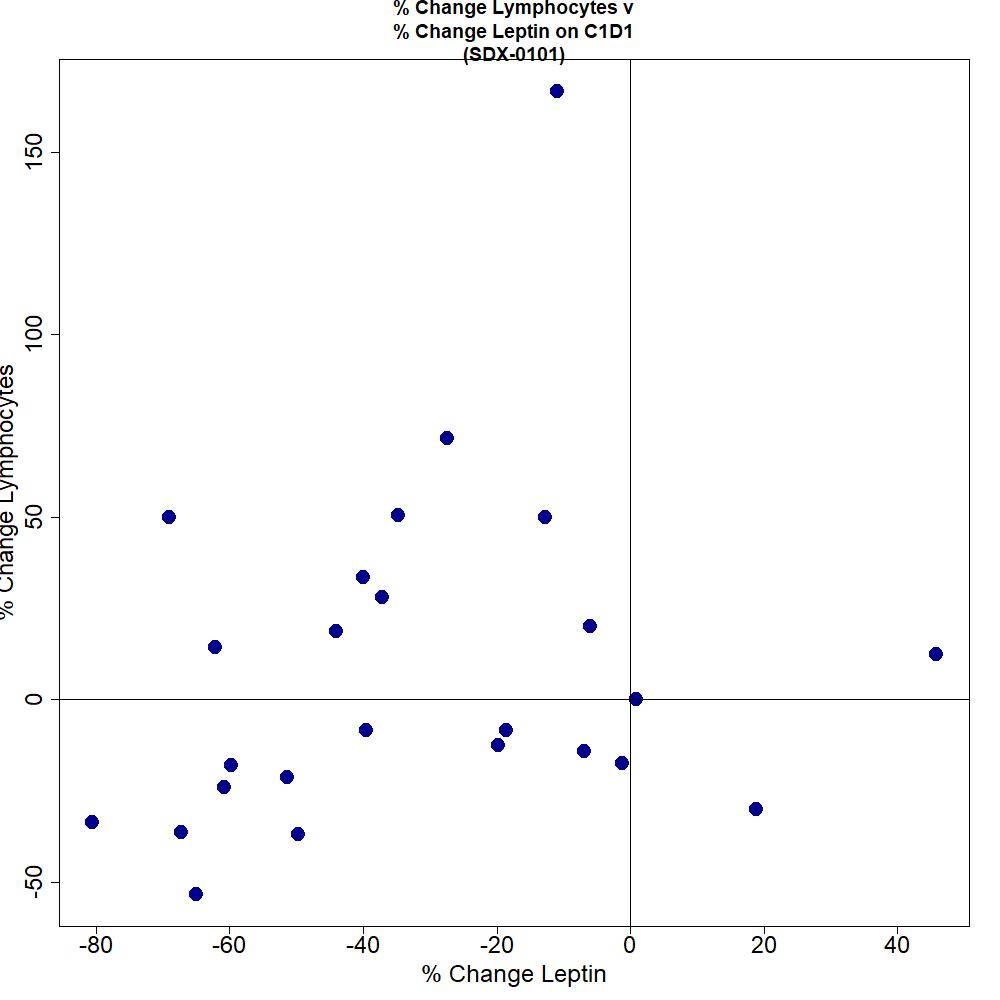 % Change Lymphocytes v
% Change Leptin on C1D1
(SDX-0101)
% Change Lymphocytes
150
100
50
0
-50
-80 -60 -40 -20 0 20 40
% Change Leptin